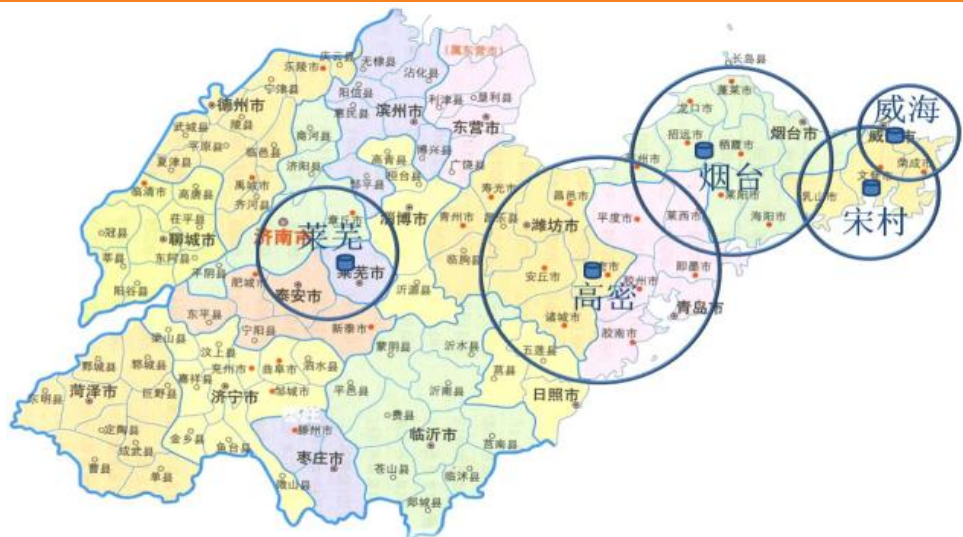 庆云县
无棣县
乐陵市
沾化县
(属东营市)
宁津县
阳信县
利津县
垦利县
德州市
惠民县
滨州市
东营市
陵县
武城县
平原县
临邑县
商河县
博兴县
广饶县
夏津县
济阳县
高青县
桓台县
邹平县
临清市
高唐县
禹城市
齐河县
章丘市
淄博市
寿光市
昌邑市
青州市
昌乐县
潍坊市
平度市
莱西市
冠县
茌平县
聊城市
济南市
莱芜
莘县
东阿县
临朐县
平阴县
肥城市
泰安市
莱芜市
沂源县
安丘市
胶州市
即墨市
阳谷县
高密
青岛市
东平县
宁阳县
新泰市
诸城市
胶南市
长岛县
蓬莱市
龙口市
烟台市
招远市
栖霞市
烟台
莱阳市
海阳市
威海
荣成市
乳山市
宋村
梁山县
汶上县
蒙阴县
沂水县
五莲县
鄄城县
郓城县
兖州市
曲阜市
泗水县
莒县
嘉祥县
平邑县
沂南县
日照市
东明县
菏泽市
巨野县
济宁市
邹城市
费县
定陶县
金乡县
鱼台县
滕州市
临沂市
莒南县
成武县
枣庄市
曹县
单县
微山县
苍山县
临沭县
郯城县